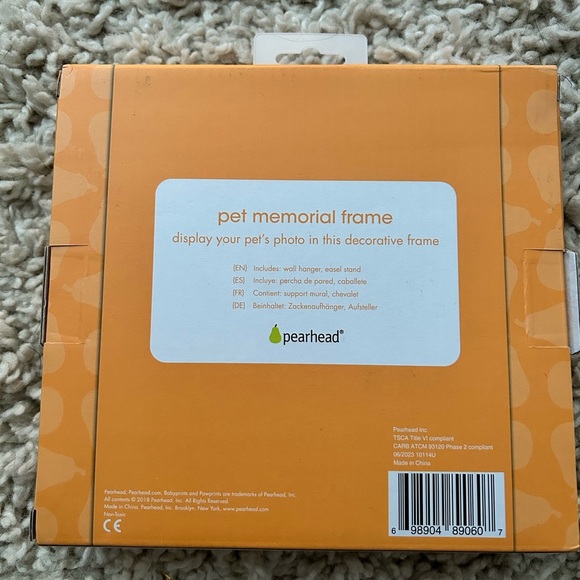 pet memorial frame
display your pet's photo in this decorative frame
(EN) Includes: wall hanger, easel stand
(ES) Incluye: percha de pared, caballete
(FR) Contient: support mural, chevalet
(DE) Beinhaltet: Zackenaufhänger, Aufsteller
pearhead®
Pearhead Inc.
TSCA Title VI compliant
CARB ATCM 93120 Phase 2 compliant
06/2023 10114U
Made in China
Pearhead, Pearhead.com, Babyprints and Pawprints are trademarks of Pearhead, Inc.
All contents © 2018 Pearhead, Inc. All Rights Reserved.
Made in China. Pearhead, Inc. Brooklyn, New York, www.pearhead.com
Non-Toxic
CE
6 98904 89060 7